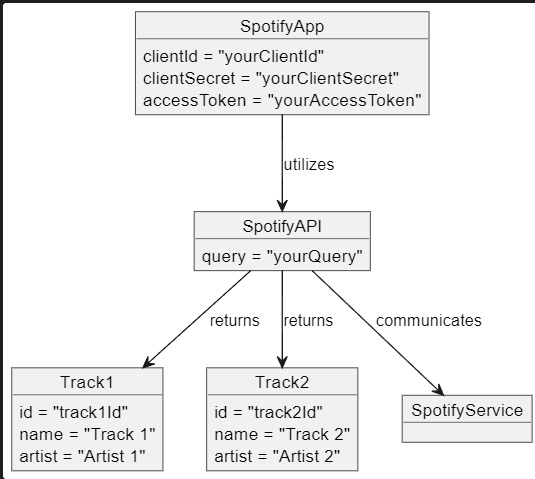 SpotifyApp
clientId = "yourClientId"
clientSecret = "yourClientSecret"
accessToken = "yourAccessToken"
utilizes
SpotifyAPI
query = "yourQuery"
returns
returns
communicates
Track1
id = "track1Id"
name = "Track 1"
artist = "Artist 1"
Track2
id = "track2Id"
name = "Track 2"
artist = "Artist 2"
SpotifyService